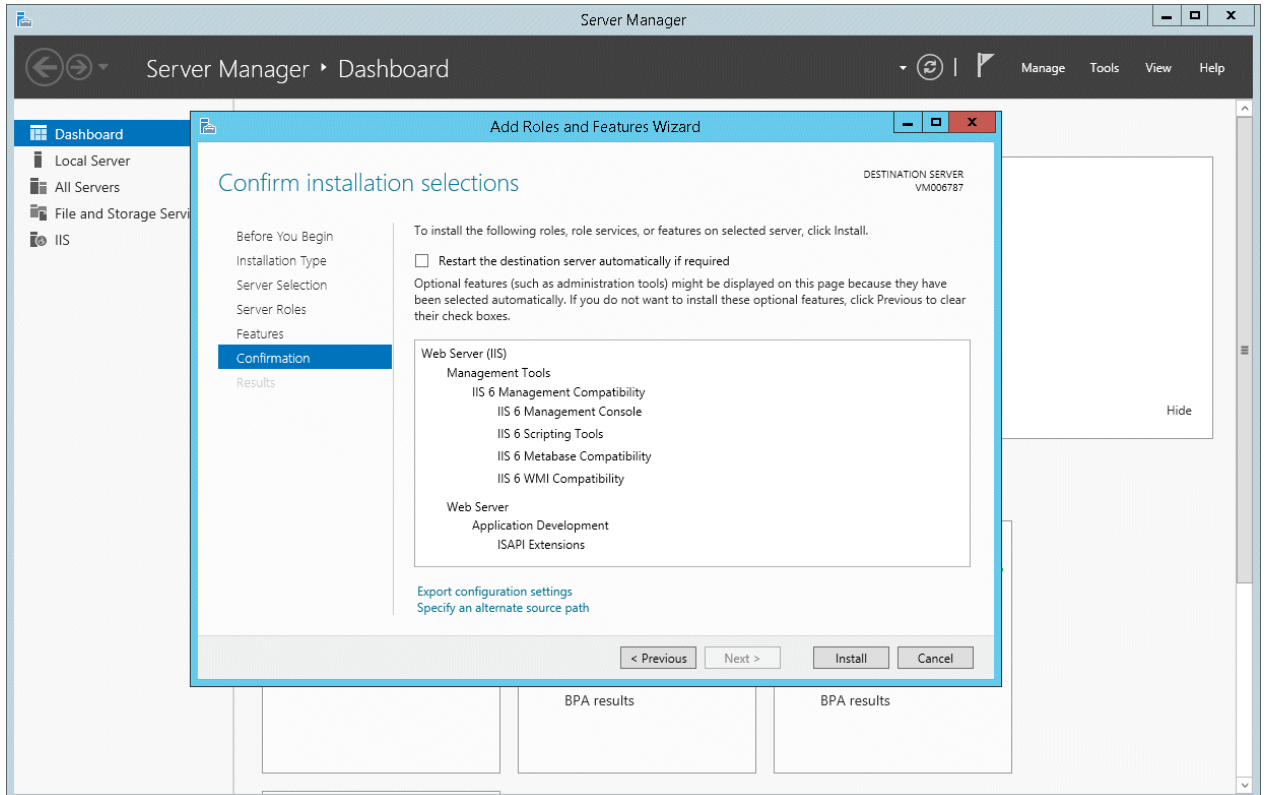 Server Manager
Server Manager ‣ Dashboard
Manage Tools View Help
Dashboard
Local Server
All Servers
File and Storage Servi
IIS
Add Roles and Features Wizard
Confirm installation selections
DESTINATION SERVER
VM006787
Before You Begin
Installation Type
Server Selection
Server Roles
Features
Confirmation
Results
To install the following roles, role services, or features on selected server, click Install.
Restart the destination server automatically if required
Optional features (such as administration tools) might be displayed on this page because they have
been selected automatically. If you do not want to install these optional features, click Previous to clear
their check boxes.
Web Server (IIS)
Management Tools
IIS 6 Management Compatibility
IIS 6 Management Console
IIS 6 Scripting Tools
IIS 6 Metabase Compatibility
IIS 6 WMI Compatibility
Web Server
Application Development
ISAPI Extensions
Export configuration settings
Specify an alternate source path
< Previous Next > Install Cancel
Hide
BPA results BPA results